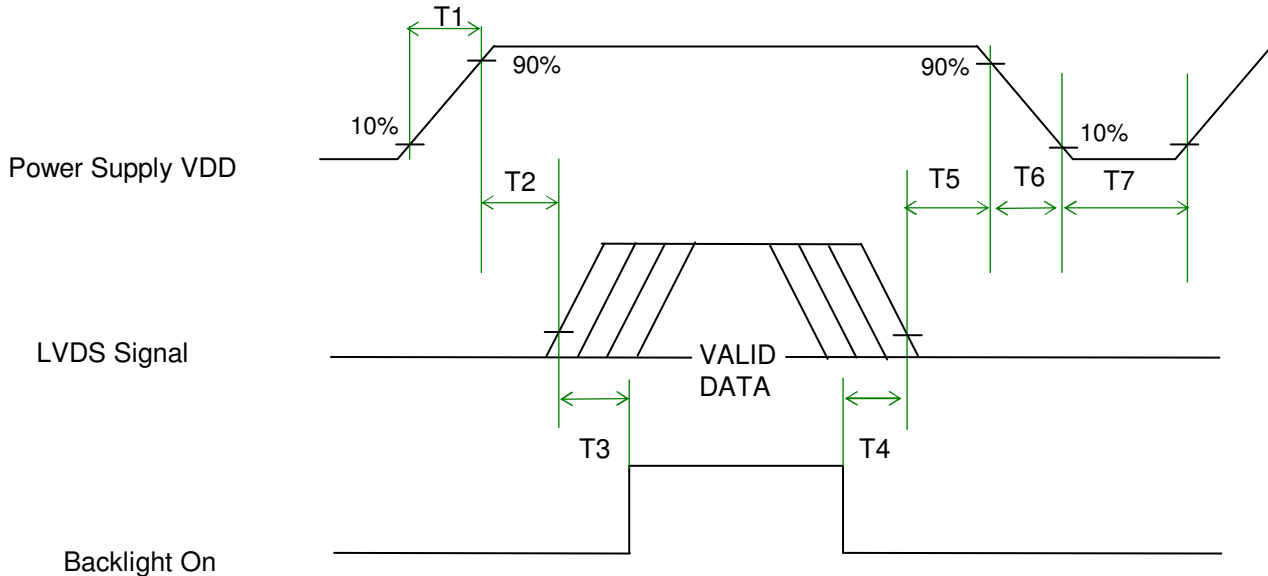 T1
90%
90%
10%
10%
Power Supply VDD
T2
T5
T6
T7
LVDS Signal
VALID
DATA
T3
T4
Backlight On